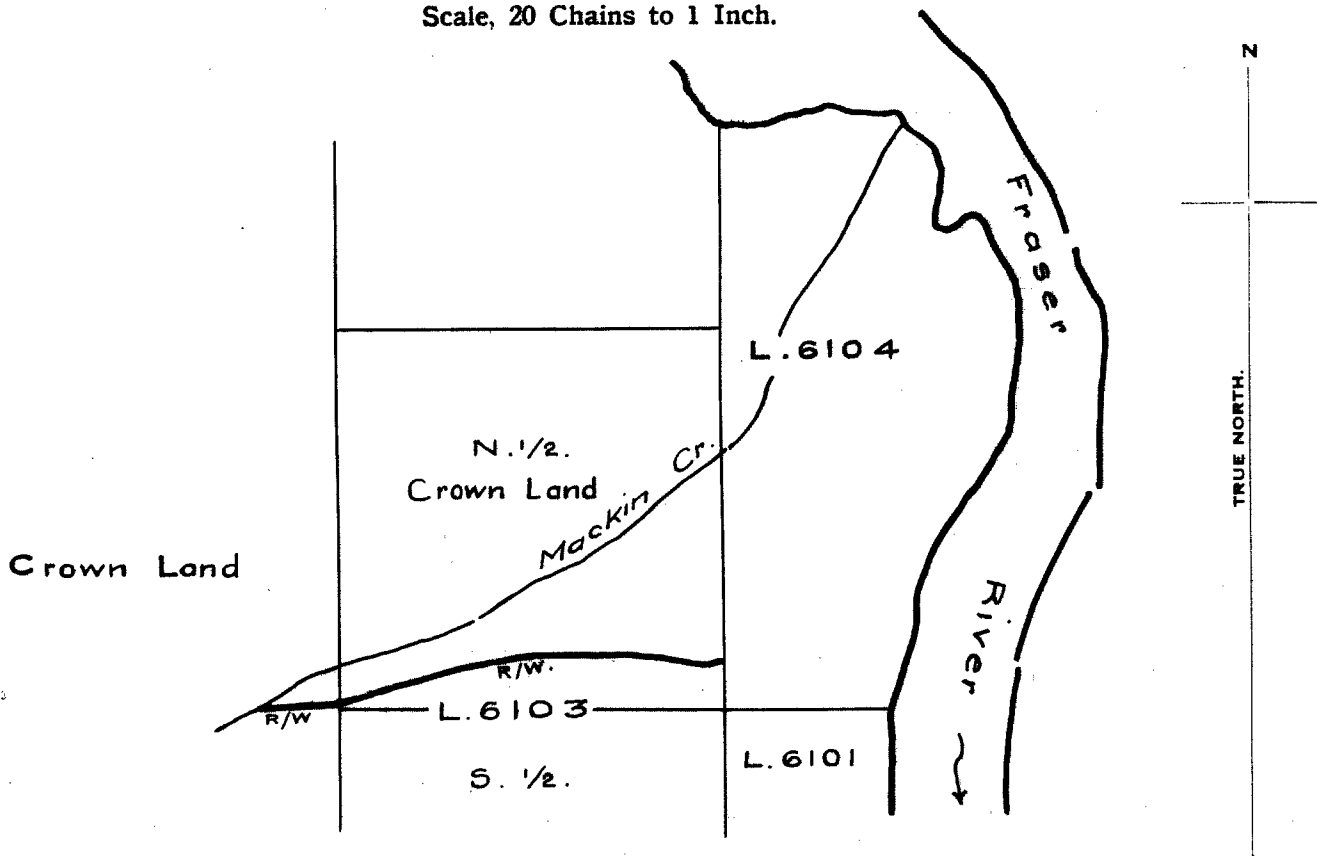 Scale, 20 Chains to 1 Inch.
N
Fraser
L.6104
N. 1/2.
Crown Land
Mackin Cr.
TRUE NORTH.
Crown Land
River
R/W.
R/W
L.6103
L.6101
S. 1/2.